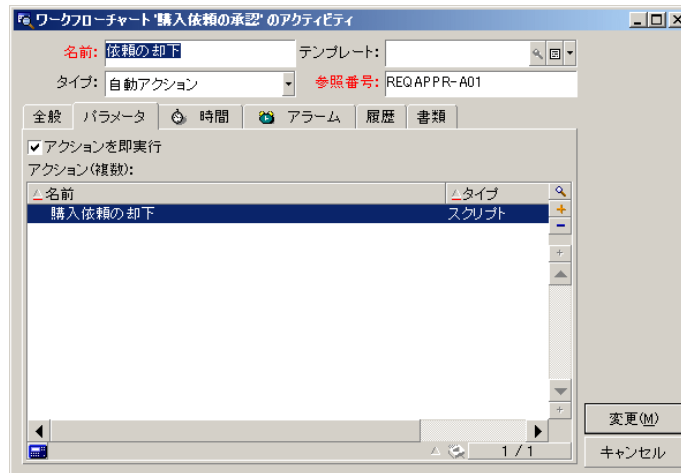 ワークフローチャート'購入依頼の承認'のアクティビティ
名前: 依頼の却下 テンプレート:
タイプ: 自動アクション 参照番号: REQAPPR-A01
全般 パラメータ 時間 アラーム 履歴 書類
アクションを即実行
アクション(複数):
名前 タイプ
購入依頼の却下 スクリプト
1 / 1
変更(M)
キャンセル